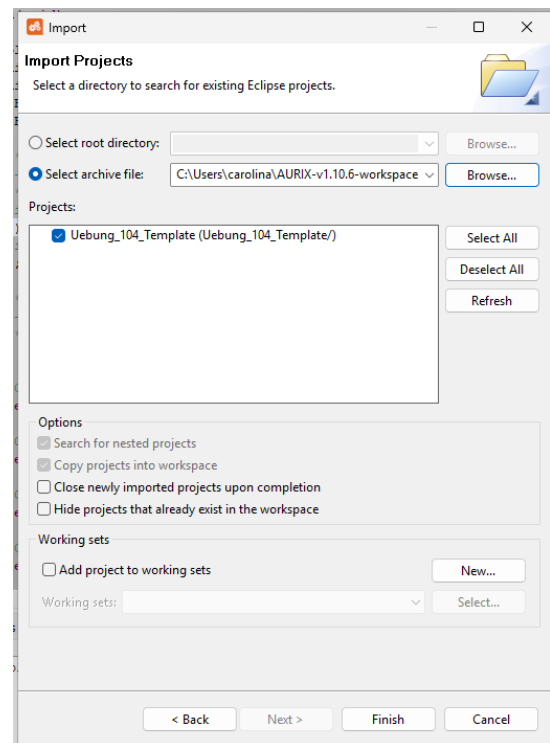 Import
Import Projects
Select a directory to search for existing Eclipse projects.
Select root directory:
Browse...
Select archive file:
C:\Users\carolina\AURIX-v1.10.6-workspace
Browse...
Projects:
Uebung_104_Template (Uebung_104_Template/)
Select All
Deselect All
Refresh
Options
Search for nested projects
Copy projects into workspace
Close newly imported projects upon completion
Hide projects that already exist in the workspace
Working sets
Add project to working sets
New...
Working sets:
Select...
< Back
Next >
Finish
Cancel